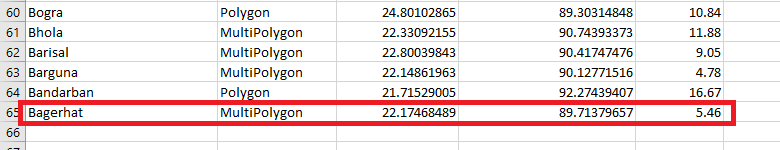 60 Bogra Polygon 24.80102865 89.30314848 10.84
61 Bhola MultiPolygon 22.33092155 90.74393373 11.88
62 Barisal MultiPolygon 22.80039843 90.41747476 9.05
63 Barguna MultiPolygon 22.14861963 90.12771516 4.78
64 Bandarban Polygon 21.71529005 92.27439407 16.67
65 Bagerhat MultiPolygon 22.17468489 89.71379657 5.46
66